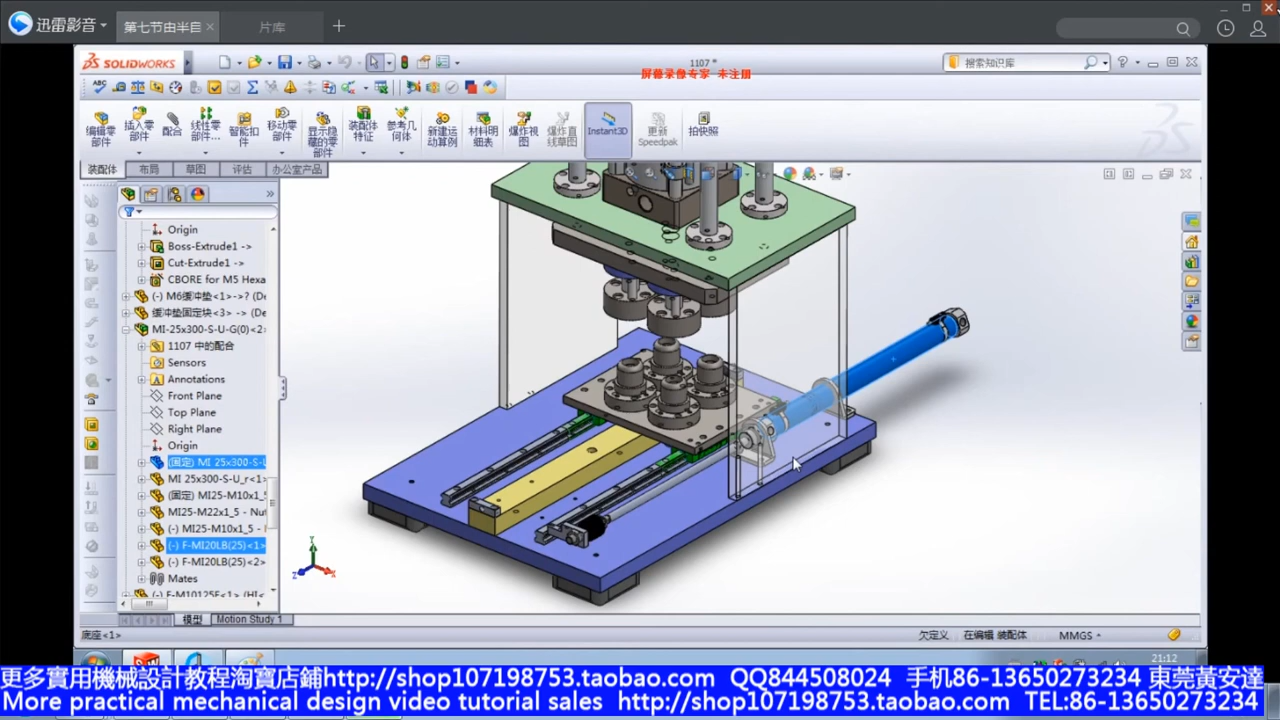 迅雷影音
第七节由半自
片库
SOLIDWORKS
1107 *
搜索知识库
屏幕录像专家 未注册
编辑零部件
插入零部件
配合
线性零部件...
智能扣件
移动零部件
显示隐藏的零部件
装配体特征
参考几何体
新建运动算例
材料明细表
爆炸视图
爆炸直线草图
Instant3D
更新 Speedpak
拍快照
装配体
布局
草图
评估
办公室产品
Origin
Boss-Extrude1 ->
Cut-Extrude1 ->
CBORE for M5 Hexa
(-) M6缓冲垫<1>->? (De
缓冲垫固定块<3> -> (De
MI-25x300-S-U-G(0)<2>
1107 中的配合
Sensors
Annotations
Front Plane
Top Plane
Right Plane
Origin
(固定) MI 25x300-S-U
MI 25x300-S-U_r<1>
(固定) MI25-M10x1_5
MI25-M22x1_5 - Nut
(-) MI25-M10x1_5 -
(-) F-MI20LB(25)<1>
(-) F-MI20LB(25)<2>
Mates
(-) F-M10125F<1> (HI<
模型
Motion Study 1
底座<1>
欠定义
在编辑 装配体
MMGS
21:12
更多實用機械設計教程淘寶店鋪http://shop107198753.taobao.com QQ844508024 手机86-13650273234 東莞黃安達
More practical mechanical design video tutorial sales http://shop107198753.taobao.com TEL:86-13650273234